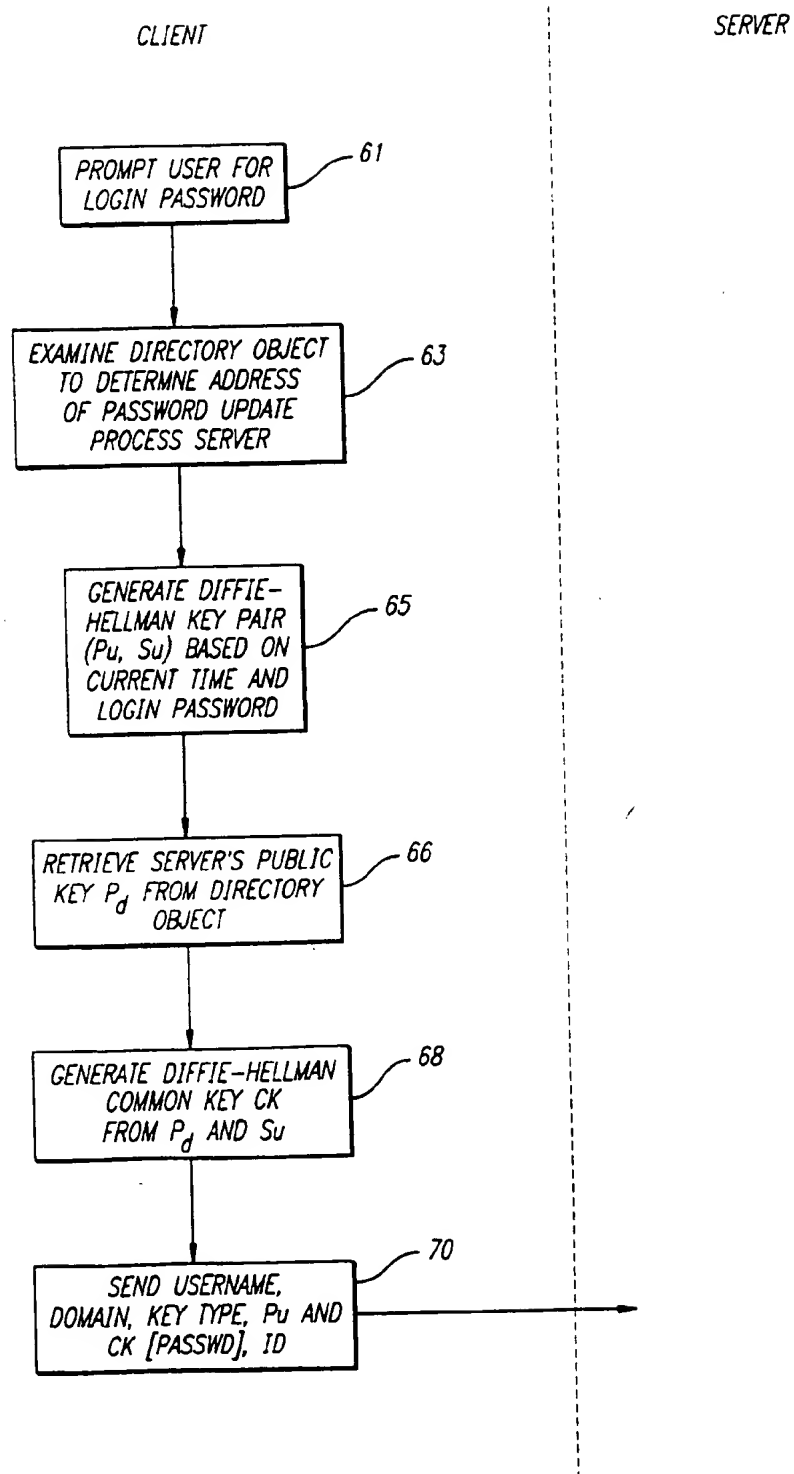 CLIENT
SERVER
PROMPT USER FOR
LOGIN PASSWORD
61
EXAMINE DIRECTORY OBJECT
TO DETERMNE ADDRESS
OF PASSWORD UPDATE
PROCESS SERVER
63
GENERATE DIFFIE-
HELLMAN KEY PAIR
(Pu, Su) BASED ON
CURRENT TIME AND
LOGIN PASSWORD
65
RETRIEVE SERVER'S PUBLIC
KEY Pd FROM DIRECTORY
OBJECT
66
GENERATE DIFFIE-HELLMAN
COMMON KEY CK
FROM Pd AND Su
68
SEND USERNAME,
DOMAIN, KEY TYPE, Pu AND
CK [PASSWD], ID
70